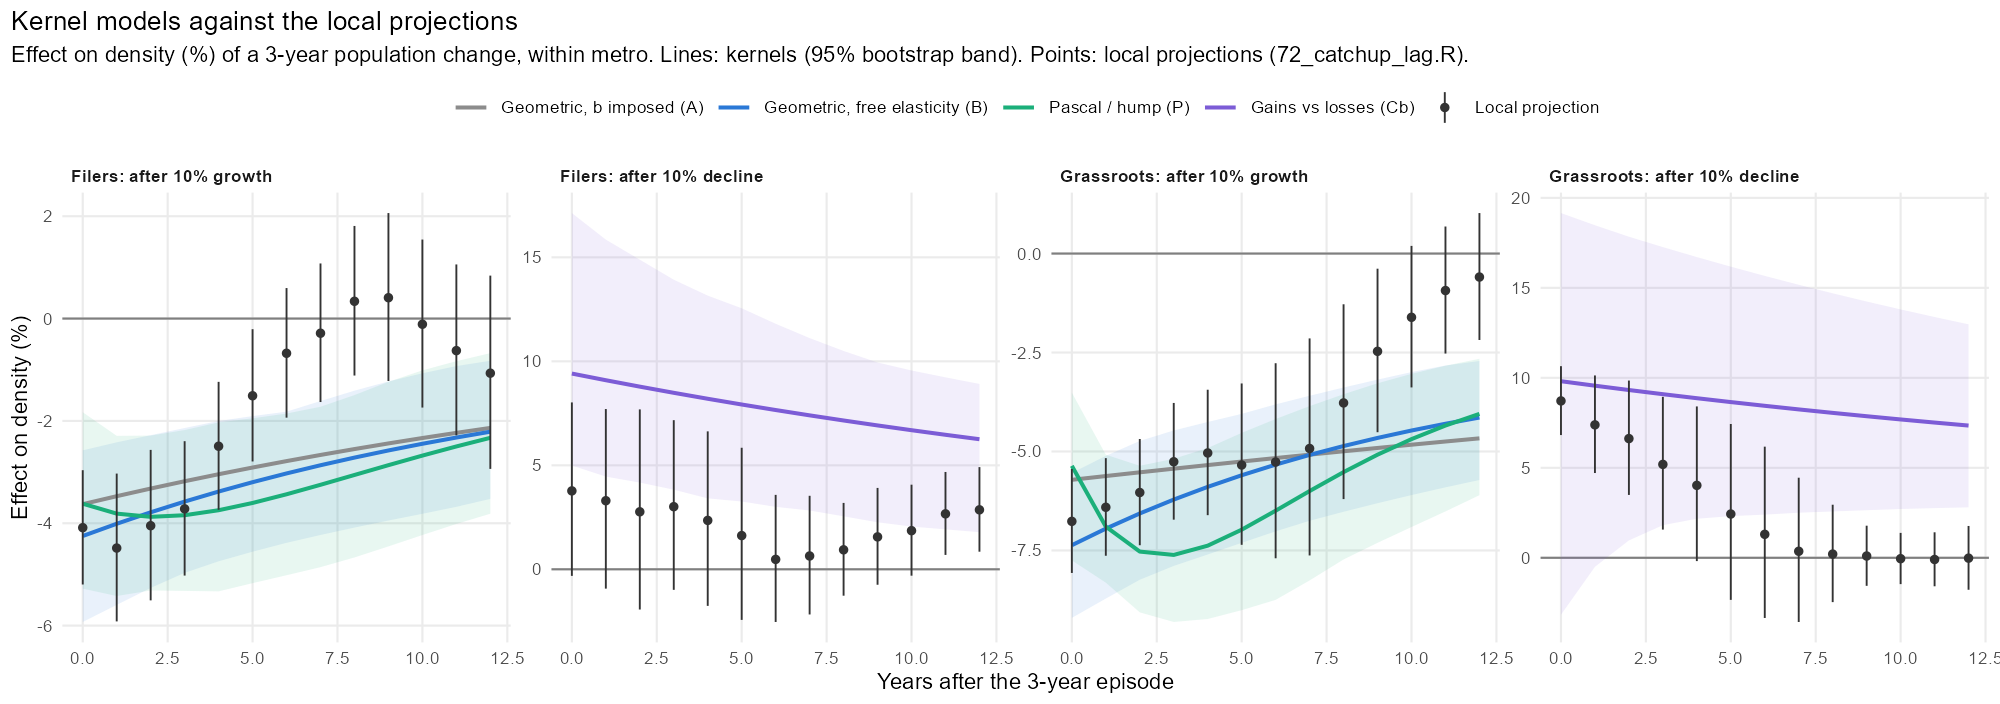 Kernel models against the local projections
Effect on density (%) of a 3-year population change, within metro. Lines: kernels (95% bootstrap band). Points: local projections (72_catchup_lag.R).
Geometric, b imposed (A) Geometric, free elasticity (B) Pascal / hump (P) Gains vs losses (Cb) Local projection
Filers: after 10% growth
Filers: after 10% decline
Grassroots: after 10% growth
Grassroots: after 10% decline
Effect on density (%)
2
0
-2
-4
-6
0.0 2.5 5.0 7.5 10.0 12.5
15
10
5
0
0.0 2.5 5.0 7.5 10.0 12.5
0.0
-2.5
-5.0
-7.5
0.0 2.5 5.0 7.5 10.0 12.5
20
15
10
5
0
0.0 2.5 5.0 7.5 10.0 12.5
Years after the 3-year episode